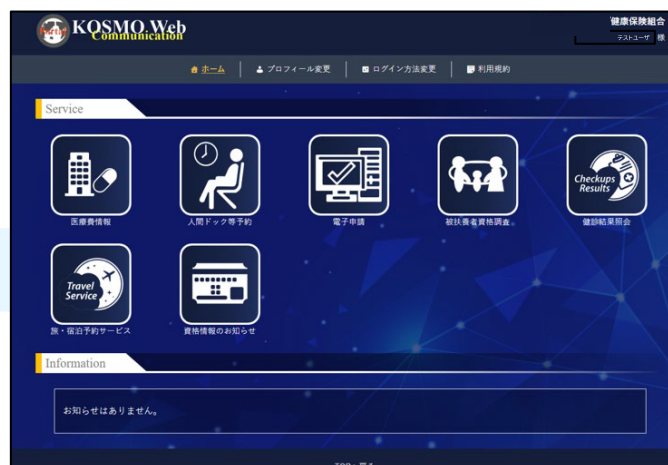 Portal
KOSMO Web
Communication
健康保険組合
テストユーザ 様
ホーム
プロフィール変更
ログイン方法変更
利用規約
Service
医療費情報
人間ドック等予約
電子申請
被扶養者資格調査
Checkups
Results
健診結果照会
Travel
Service
旅・宿泊予約サービス
資格情報のお知らせ
Information
お知らせはありません。